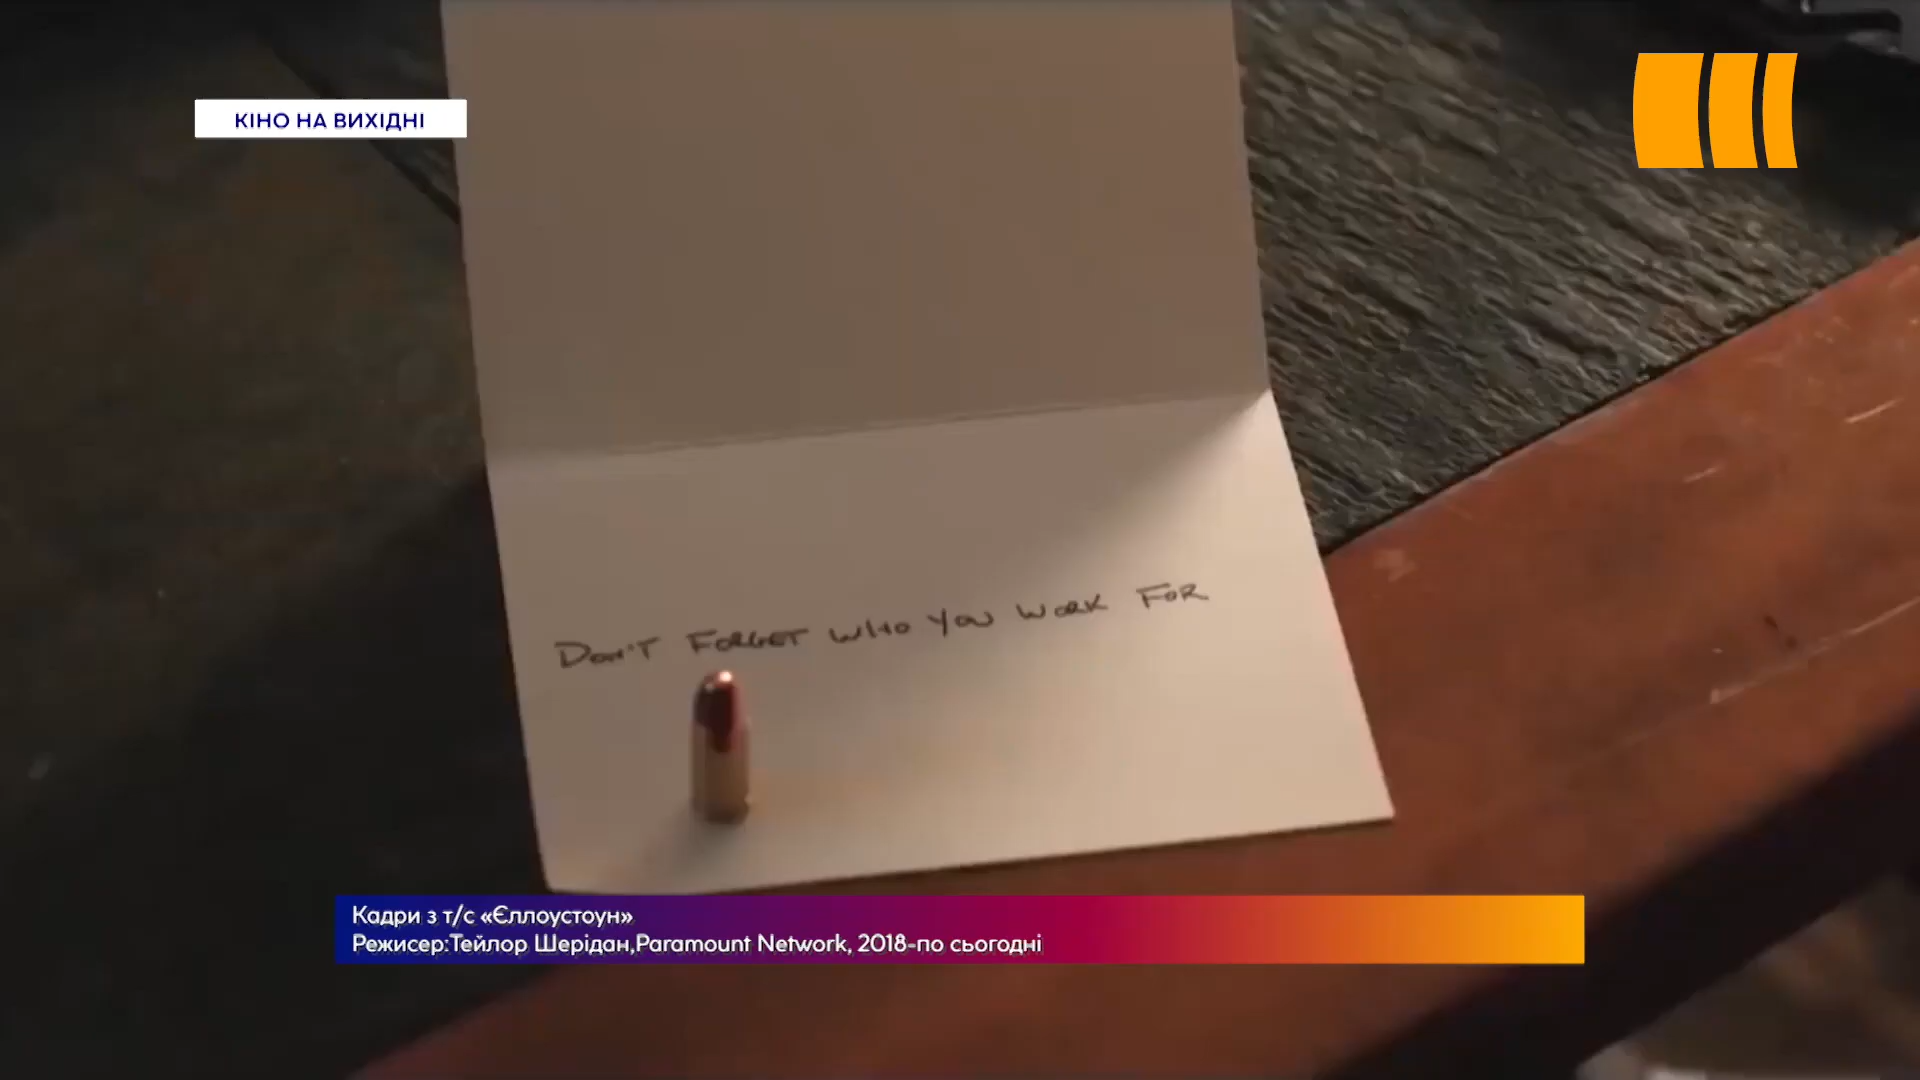 КІНО НА ВИХІДНІ
DON'T FORGET WHO YOU WORK FOR
Кадри з т/с «Єллоустоун»
Режисер:Тейлор Шерідан,Paramount Network, 2018-по сьогодні